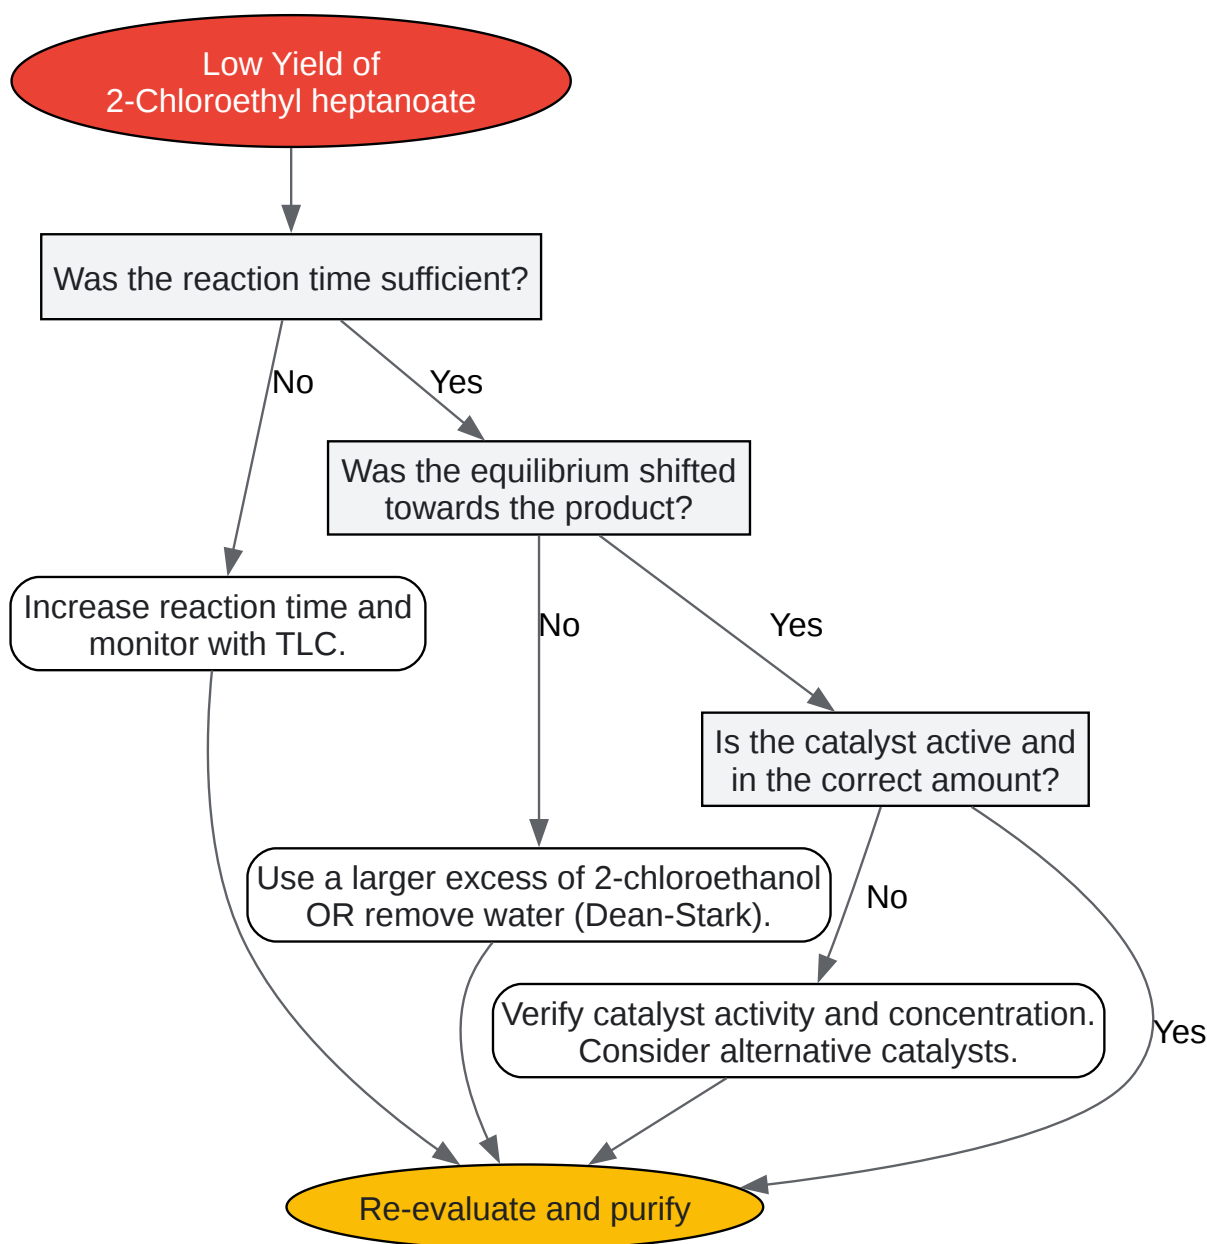 Low Yield of
2-Chloroethyl heptanoate
Was the reaction time sufficient?
No
Yes
Was the equilibrium shifted
towards the product?
Increase reaction time and
monitor with TLC.
No
Yes
Is the catalyst active and
in the correct amount?
Use a larger excess of 2-chloroethanol
OR remove water (Dean-Stark).
No
Verify catalyst activity and concentration.
Consider alternative catalysts.
Yes
Re-evaluate and purify